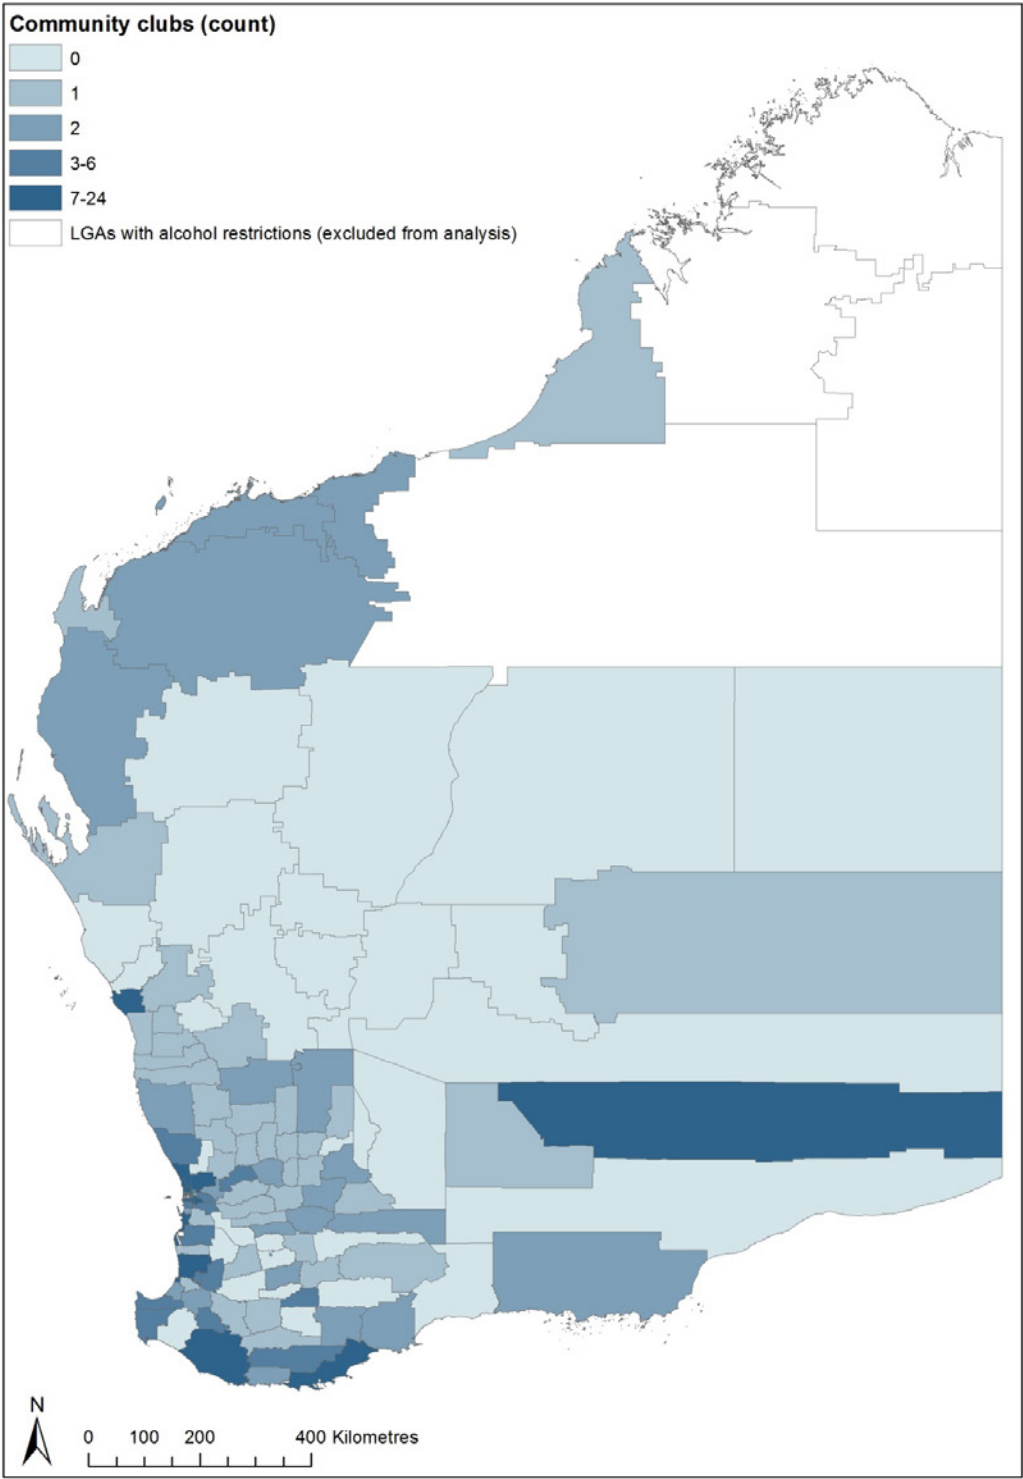 Community clubs (count)
0
1
2
3-6
7-24
LGAs with alcohol restrictions (excluded from analysis)
N
0 100 200 400 Kilometres